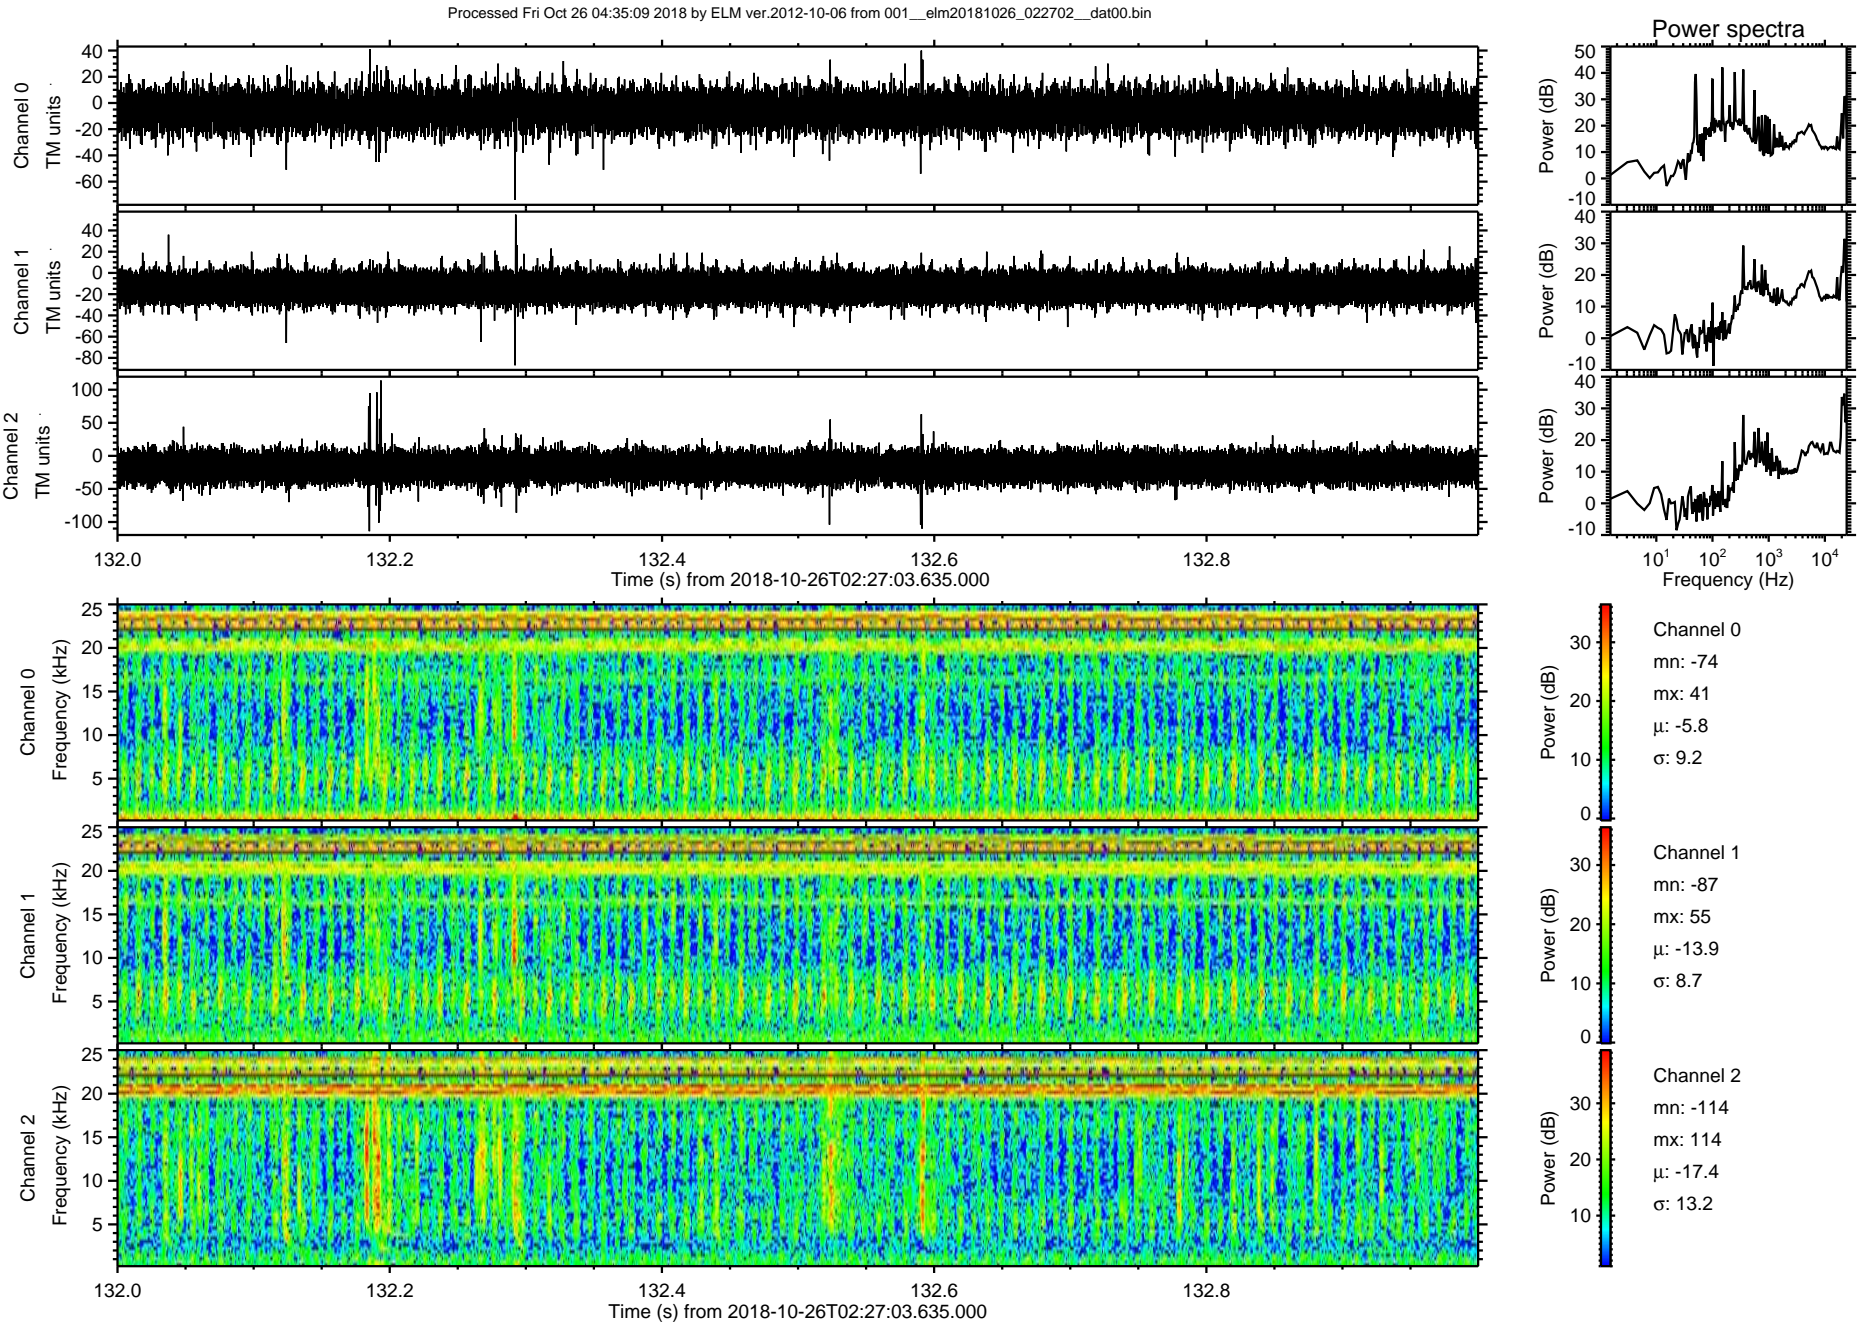 Processed Fri Oct 26 04:35:09 2018 by ELM ver.2012-10-06 from 001__elm20181026_022702__dat00.bin
Power spectra
Channel 0
TM units
40
20
0
-20
-40
-60
Power (dB)
50
40
30
20
10
0
-10
Channel 1
TM units
40
20
0
-20
-40
-60
-80
Power (dB)
40
30
20
10
0
-10
Channel 2
TM units
100
50
0
-50
-100
Power (dB)
40
30
20
10
0
-10
132.0 132.2 132.4 132.6 132.8
Time (s) from 2018-10-26T02:27:03.635.000
10^1 10^2 10^3 10^4
Frequency (Hz)
Channel 0
Frequency (kHz)
25
20
15
10
5
Power (dB)
30
20
10
0
Channel 0
mn: -74
mx: 41
μ: -5.8
σ: 9.2
Channel 1
Frequency (kHz)
25
20
15
10
5
Power (dB)
30
20
10
0
Channel 1
mn: -87
mx: 55
μ: -13.9
σ: 8.7
Channel 2
Frequency (kHz)
25
20
15
10
5
Power (dB)
30
20
10
Channel 2
mn: -114
mx: 114
μ: -17.4
σ: 13.2
132.0 132.2 132.4 132.6 132.8
Time (s) from 2018-10-26T02:27:03.635.000